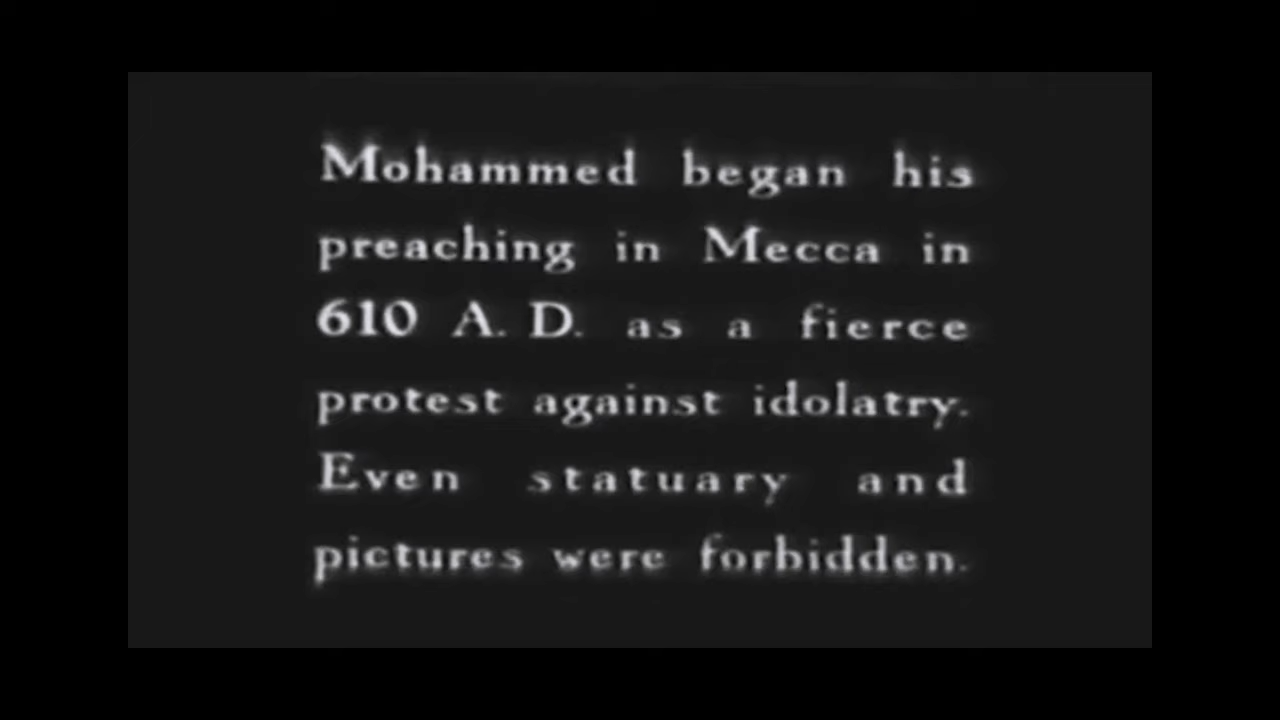 Mohammed began his
preaching in Mecca in
610 A. D. as a fierce
protest against idolatry.
Even statuary and
pictures were forbidden.